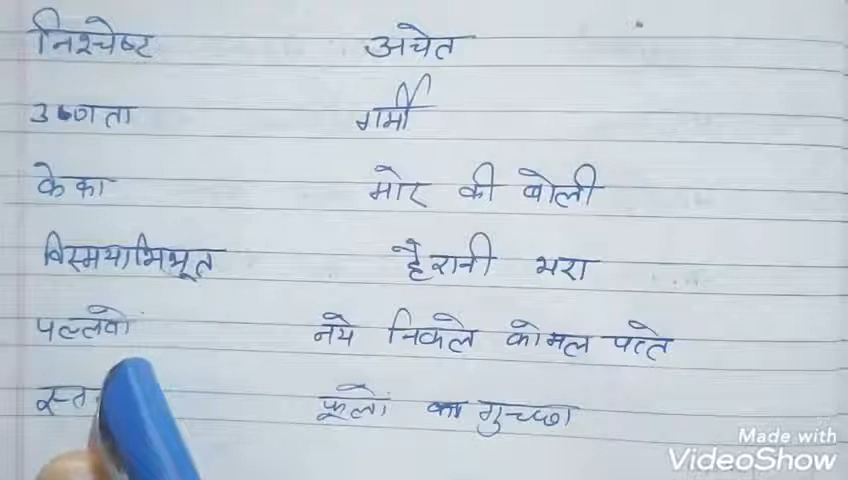 निश्चेष्ट अचेत
उष्णता गर्मी
केका मोर की बोली
विस्मयाभिभूत हैरानी भरा
पल्लवों नये निकले कोमल पत्ते
फूलों का गुच्छा
Made with
VideoShow